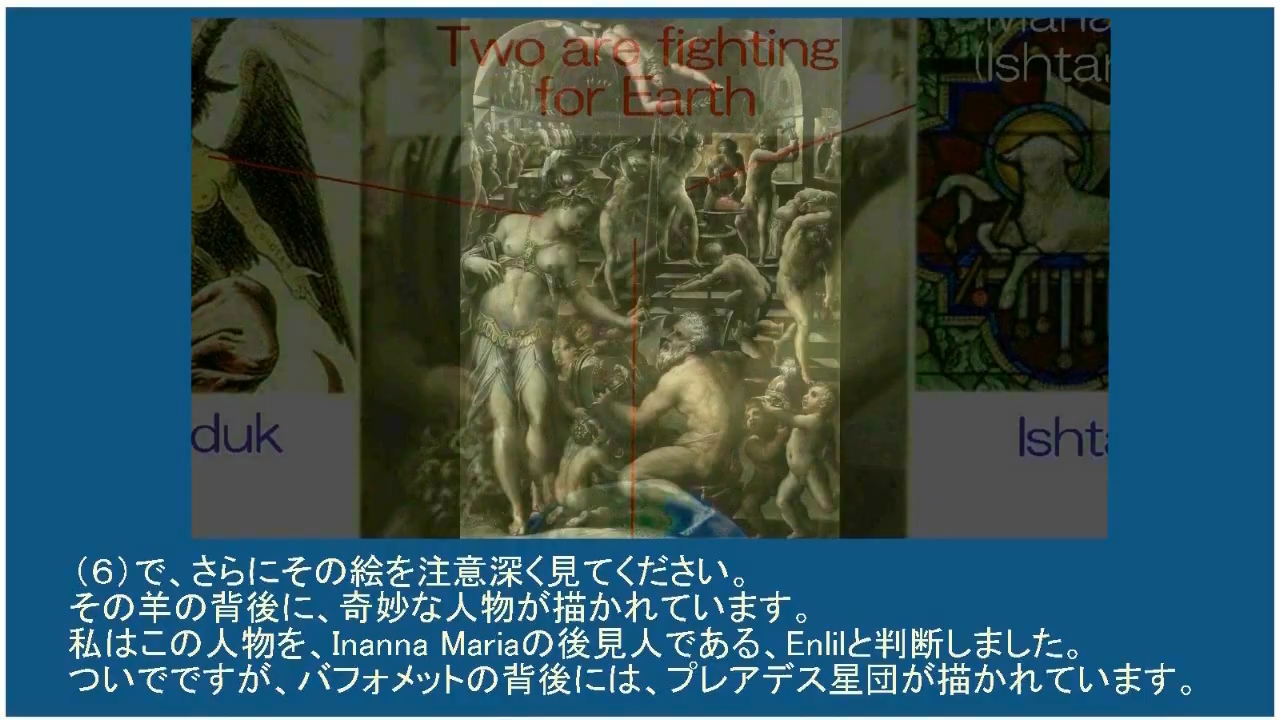 Two are fighting
for Earth
(Ishtar
duk
Ishta
（６）で、さらにその絵を注意深く見てください。
その羊の背後に、奇妙な人物が描かれています。
私はこの人物を、Inanna Mariaの後見人である、Enlilと判断しました。
ついでですが、バフォメットの背後には、プレアデス星団が描かれています。